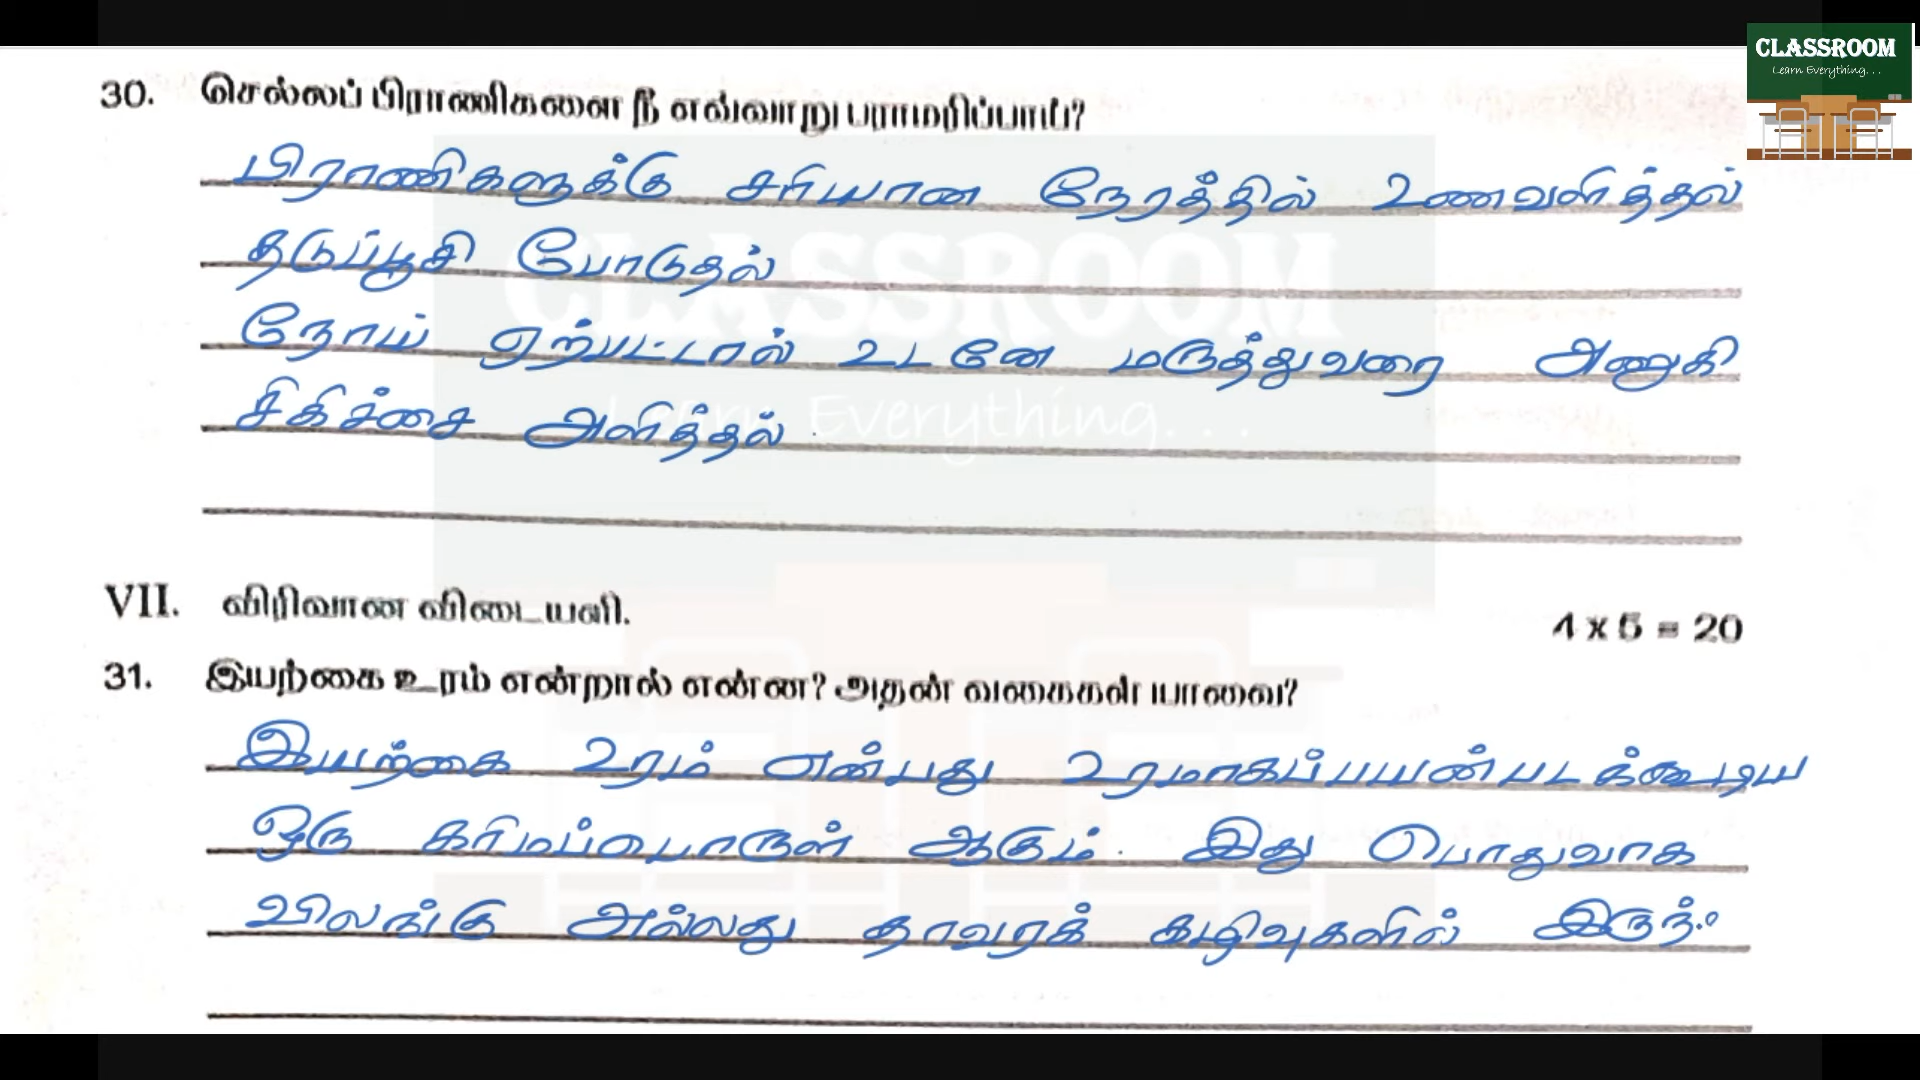 CLASSROOM
Learn Everything...
30. செல்லப் பிராணிகளை நீ எவ்வாறு பராமரிப்பாய்?
பிராணிகளுக்கு சரியான நேரத்தில் உணவளித்தல்
தடுப்பூசி போடுதல்
நோய் ஏற்பட்டால் உடனே மருத்துவரை அணுகி
சிகிச்சை அளித்தல்
VII. விரிவான விடையளி. 4 x 5 = 20
31. இயற்கை உரம் என்றால் என்ன? அதன் வகைகள் யாவை?
இயற்கை உரம் என்பது உரமாகப்பயன்படக்கூடிய
ஒரு கரிமப்பொருள் ஆகும். இது பொதுவாக
விலங்கு அல்லது தாவரக் கழிவுகளில் இருந்
CLASSROOM
Learn Everything...